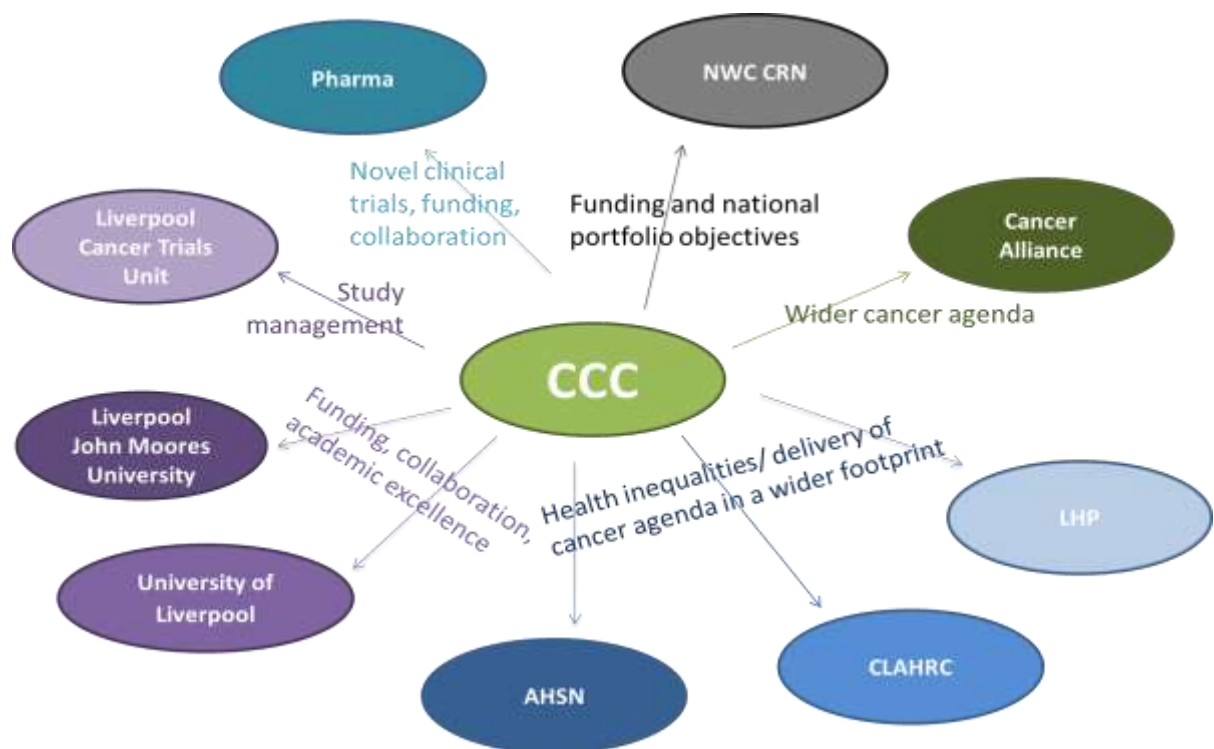 Pharma
NWC CRN
Novel clinical
trials, funding,
collaboration
Funding and national
portfolio objectives
Liverpool
Cancer Trials
Unit
Cancer
Alliance
Study
management
Wider cancer agenda
CCC
Liverpool
John Moores
University
Funding, collaboration,
academic excellence
Health inequalities/ delivery of
cancer agenda in a wider footprint
LHP
University of
Liverpool
AHSN
CLAHRC